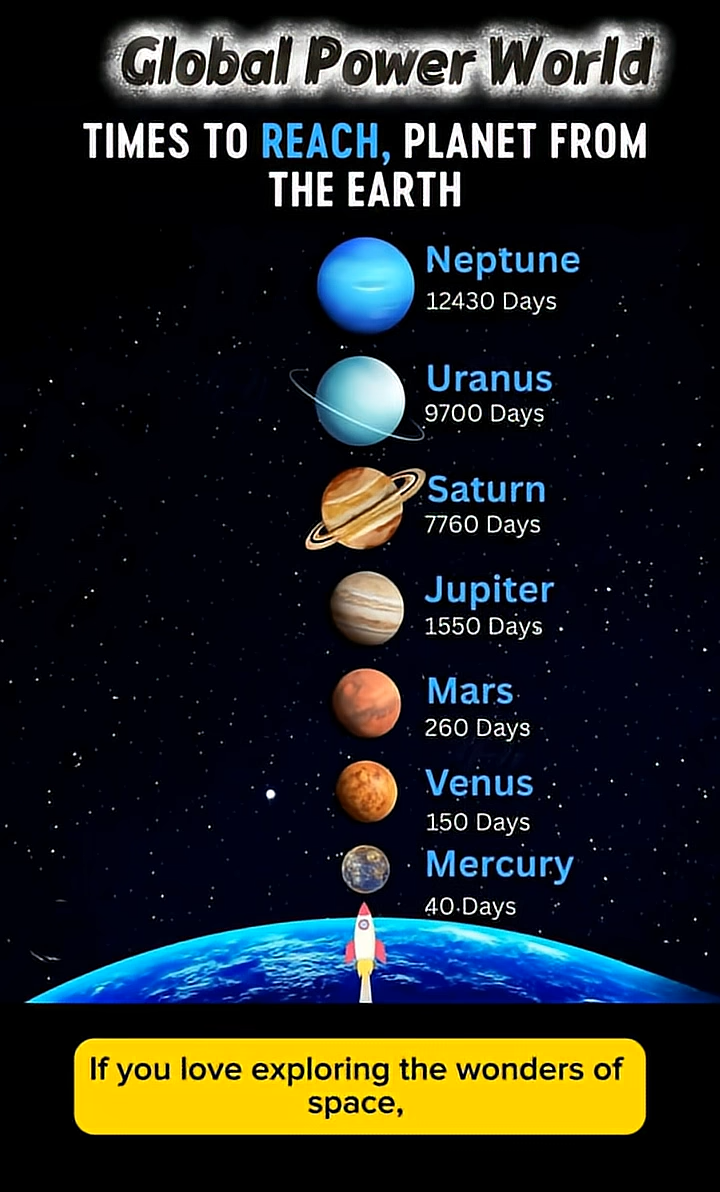 Global Power World
TIMES TO REACH, PLANET FROM
THE EARTH
Neptune
12430 Days
Uranus
9700 Days
Saturn
7760 Days
Jupiter
1550 Days
Mars
260 Days
Venus
150 Days
Mercury
40 Days
If you love exploring the wonders of
space,